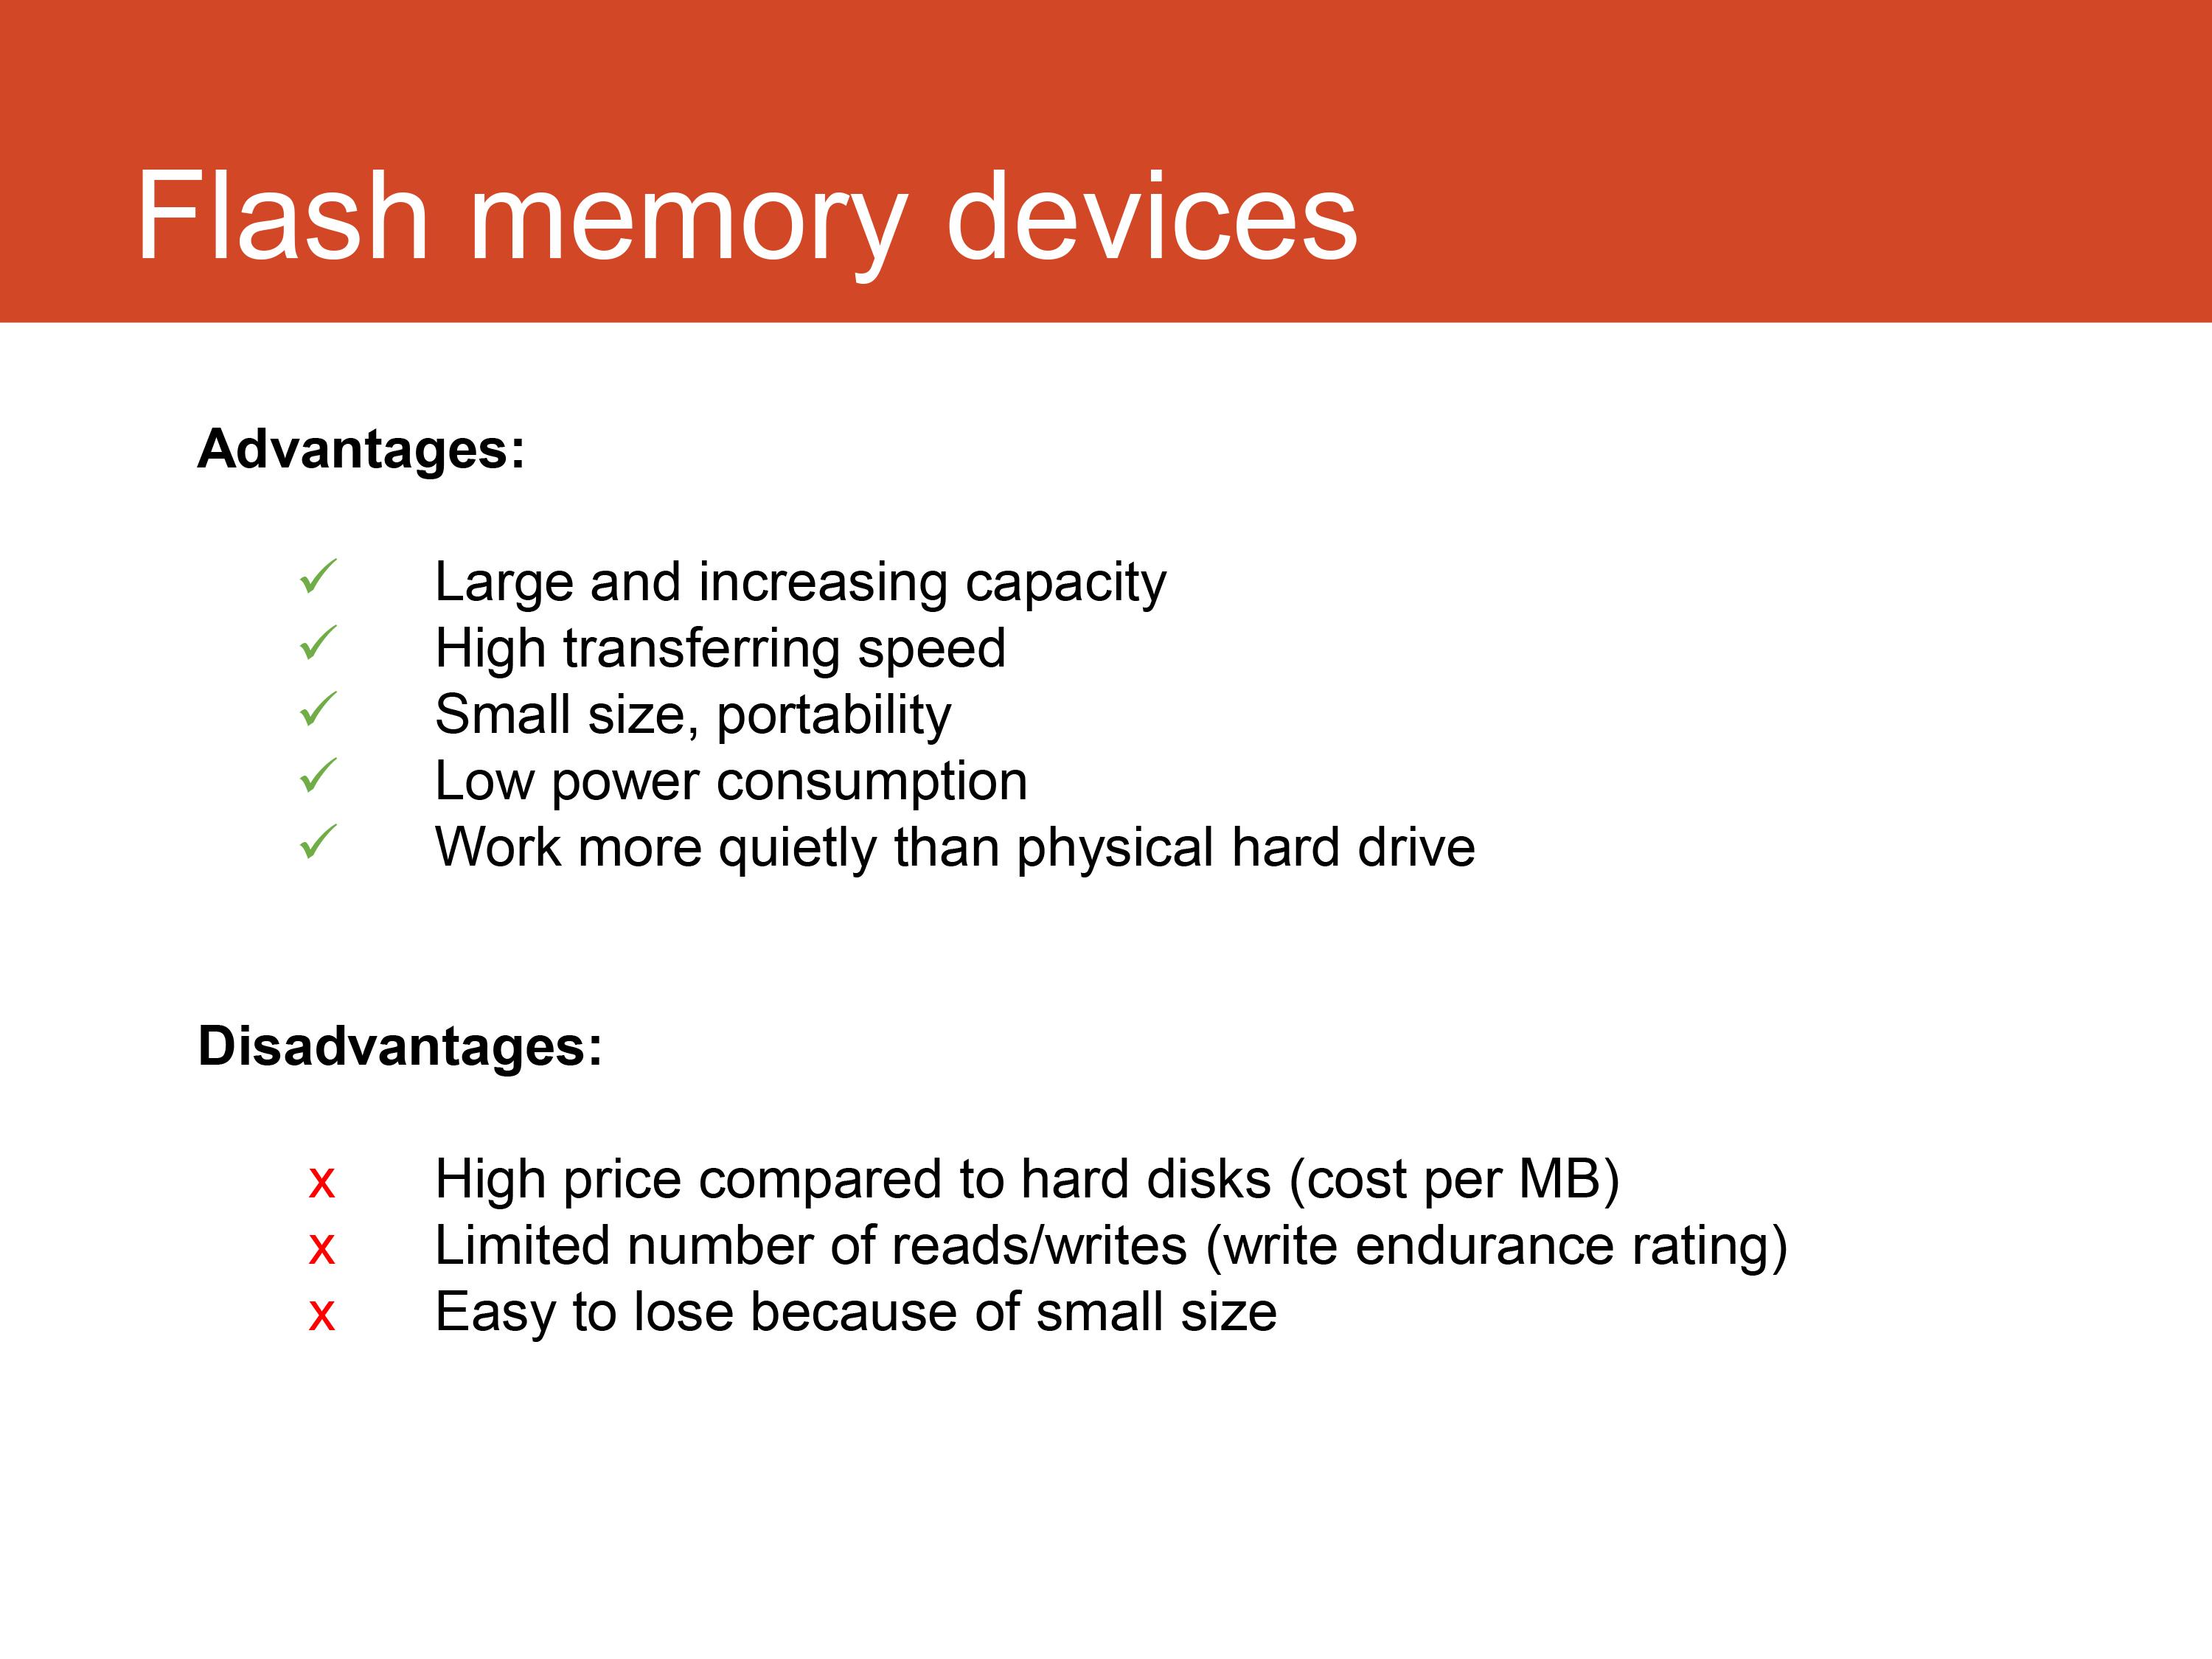 Flash memory devices
Advantages:
✓ Large and increasing capacity
✓ High transferring speed
✓ Small size, portability
✓ Low power consumption
✓ Work more quietly than physical hard drive
Disadvantages:
x High price compared to hard disks (cost per MB)
x Limited number of reads/writes (write endurance rating)
x Easy to lose because of small size